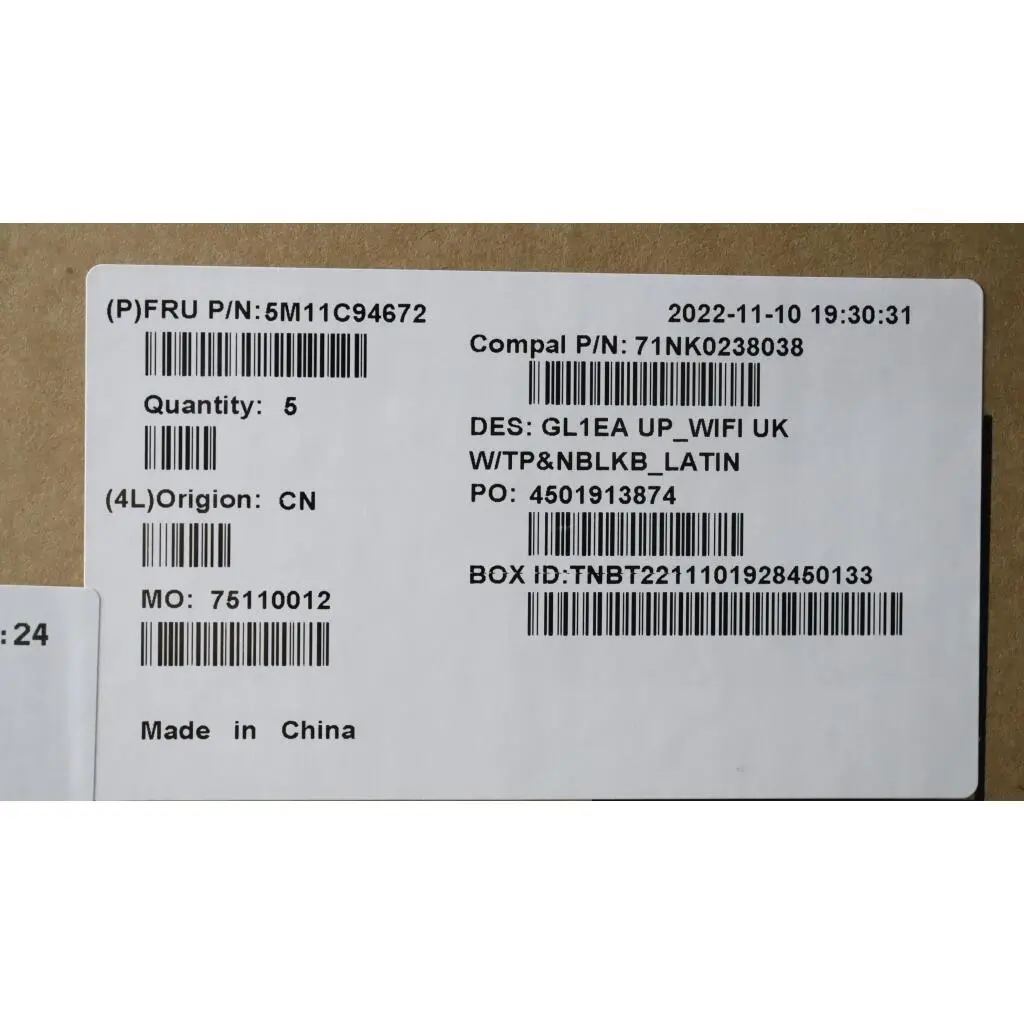 (P)FRU P/N:5M11C94672
2022-11-10 19:30:31
Compal P/N: 71NK0238038
Quantity: 5
DES: GL1EA UP_WIFI UK
W/TP&NBLKB_LATIN
(4L)Origion: CN
PO: 4501913874
BOX ID:TNBT2211101928450133
MO: 75110012
:24
Made in China